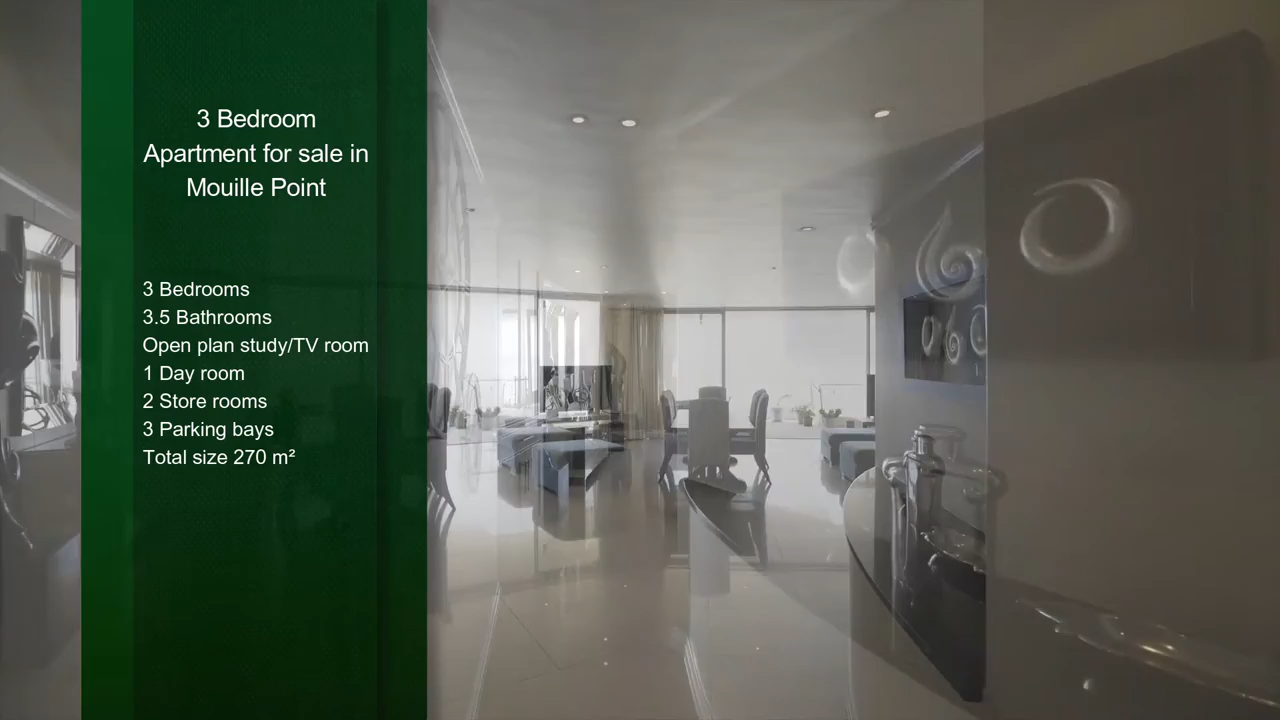 3 Bedroom
Apartment for sale in
Mouille Point
3 Bedrooms
3.5 Bathrooms
Open plan study/TV room
1 Day room
2 Store rooms
3 Parking bays
Total size 270 m²